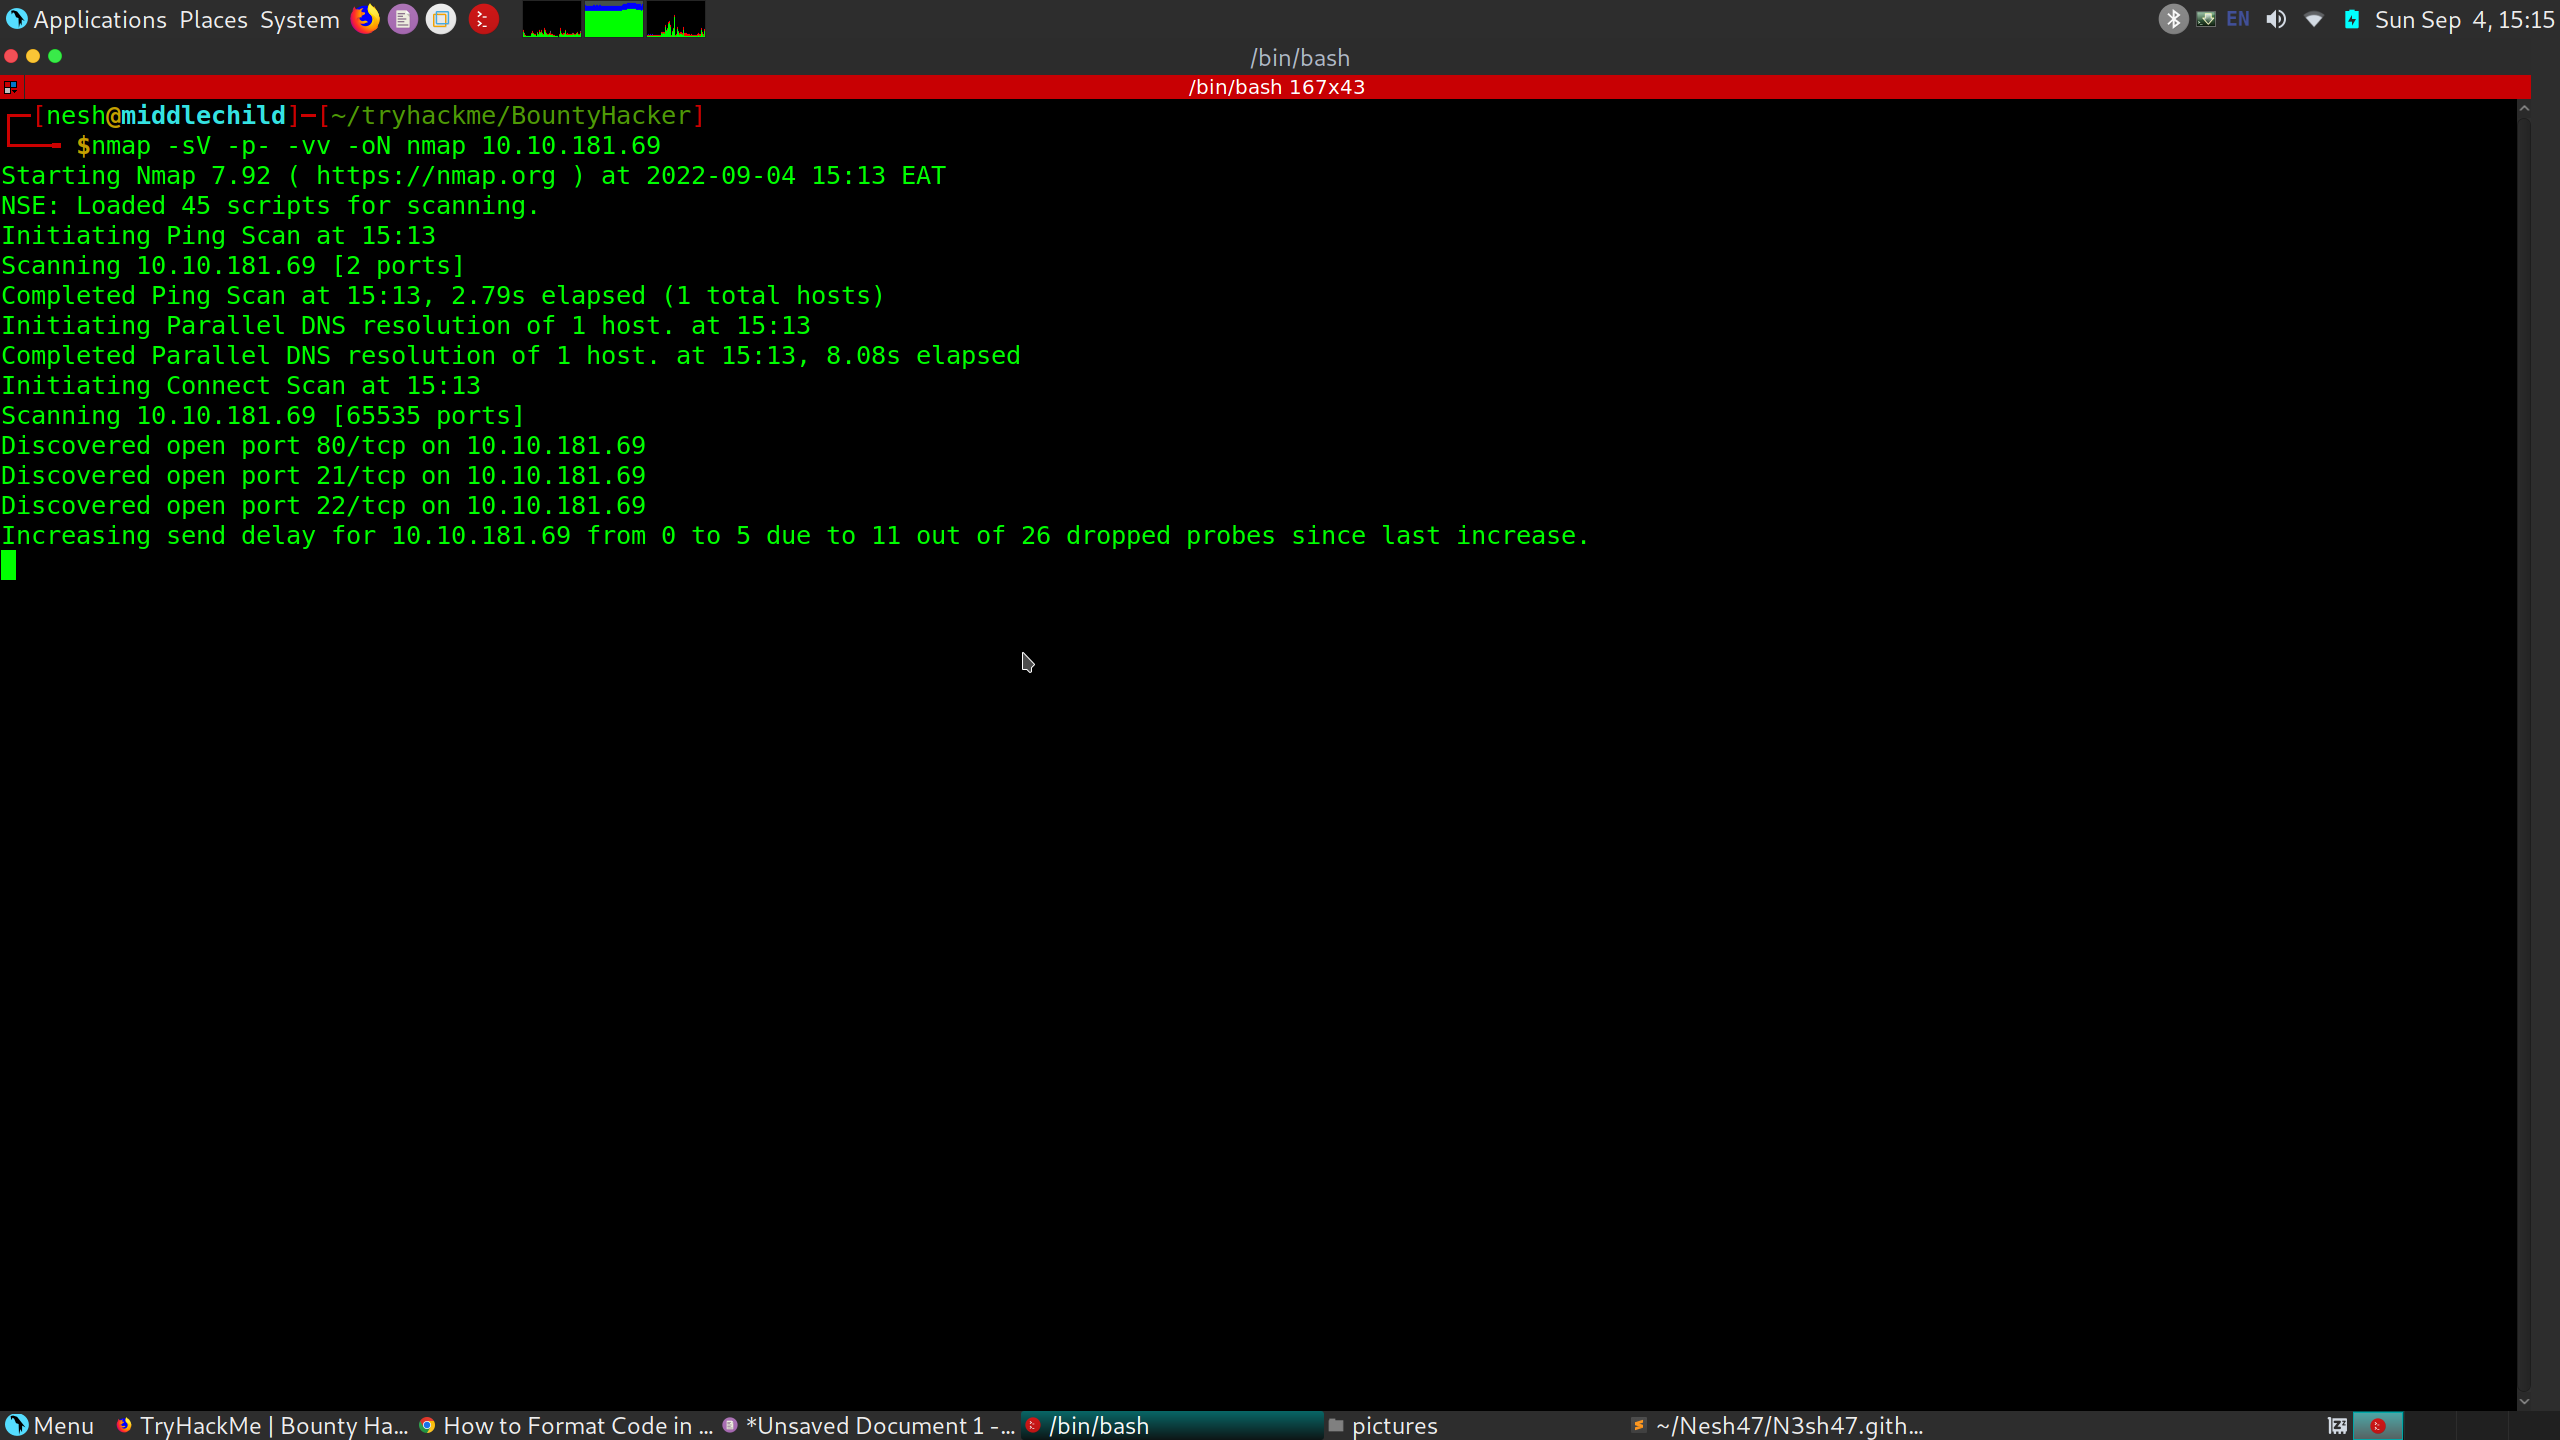 Applications Places System EN Sun Sep 4, 15:15
/bin/bash
/bin/bash 167x43
[nesh@middlechild]─[~/tryhackme/BountyHacker]
$nmap -sV -p- -vv -oN nmap 10.10.181.69
Starting Nmap 7.92 ( https://nmap.org ) at 2022-09-04 15:13 EAT
NSE: Loaded 45 scripts for scanning.
Initiating Ping Scan at 15:13
Scanning 10.10.181.69 [2 ports]
Completed Ping Scan at 15:13, 2.79s elapsed (1 total hosts)
Initiating Parallel DNS resolution of 1 host. at 15:13
Completed Parallel DNS resolution of 1 host. at 15:13, 8.08s elapsed
Initiating Connect Scan at 15:13
Scanning 10.10.181.69 [65535 ports]
Discovered open port 80/tcp on 10.10.181.69
Discovered open port 21/tcp on 10.10.181.69
Discovered open port 22/tcp on 10.10.181.69
Increasing send delay for 10.10.181.69 from 0 to 5 due to 11 out of 26 dropped probes since last increase.
Menu TryHackMe | Bounty Ha... How to Format Code in ... *Unsaved Document 1 -... /bin/bash pictures ~/Nesh47/N3sh47.gith...